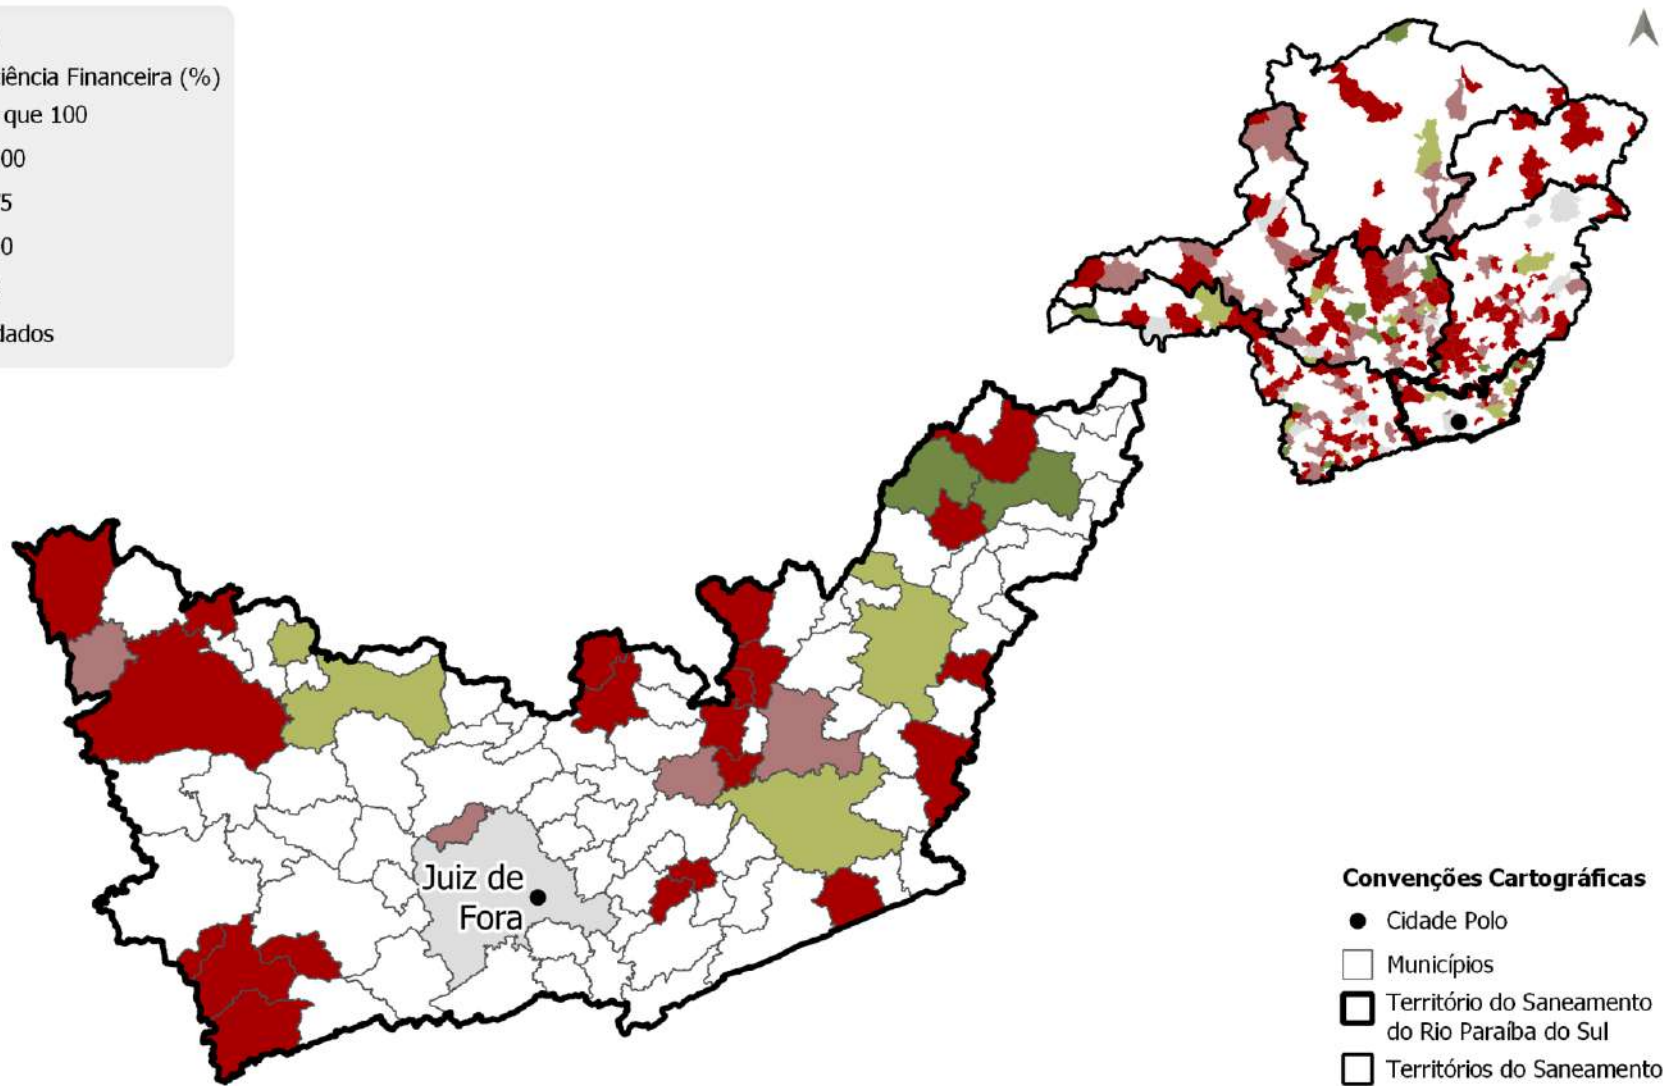 iência Financeira (%)
que 100
00
5
0
dados
Juiz de
Fora
Convenções Cartográficas
Cidade Polo
Municípios
Território do Saneamento
do Rio Paraíba do Sul
Territórios do Saneamento